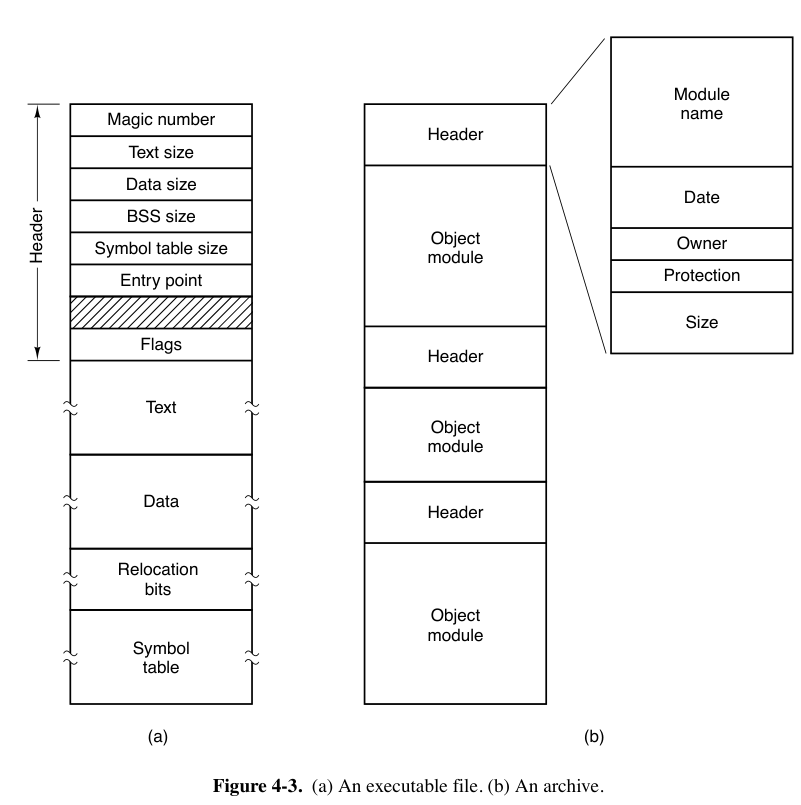 Header
Magic number
Text size
Data size
BSS size
Symbol table size
Entry point
Flags
Text
Data
Relocation
bits
Symbol
table
(a)
Header
Object
module
Header
Object
module
Header
Object
module
Module
name
Date
Owner
Protection
Size
(b)
Figure 4-3. (a) An executable file. (b) An archive.